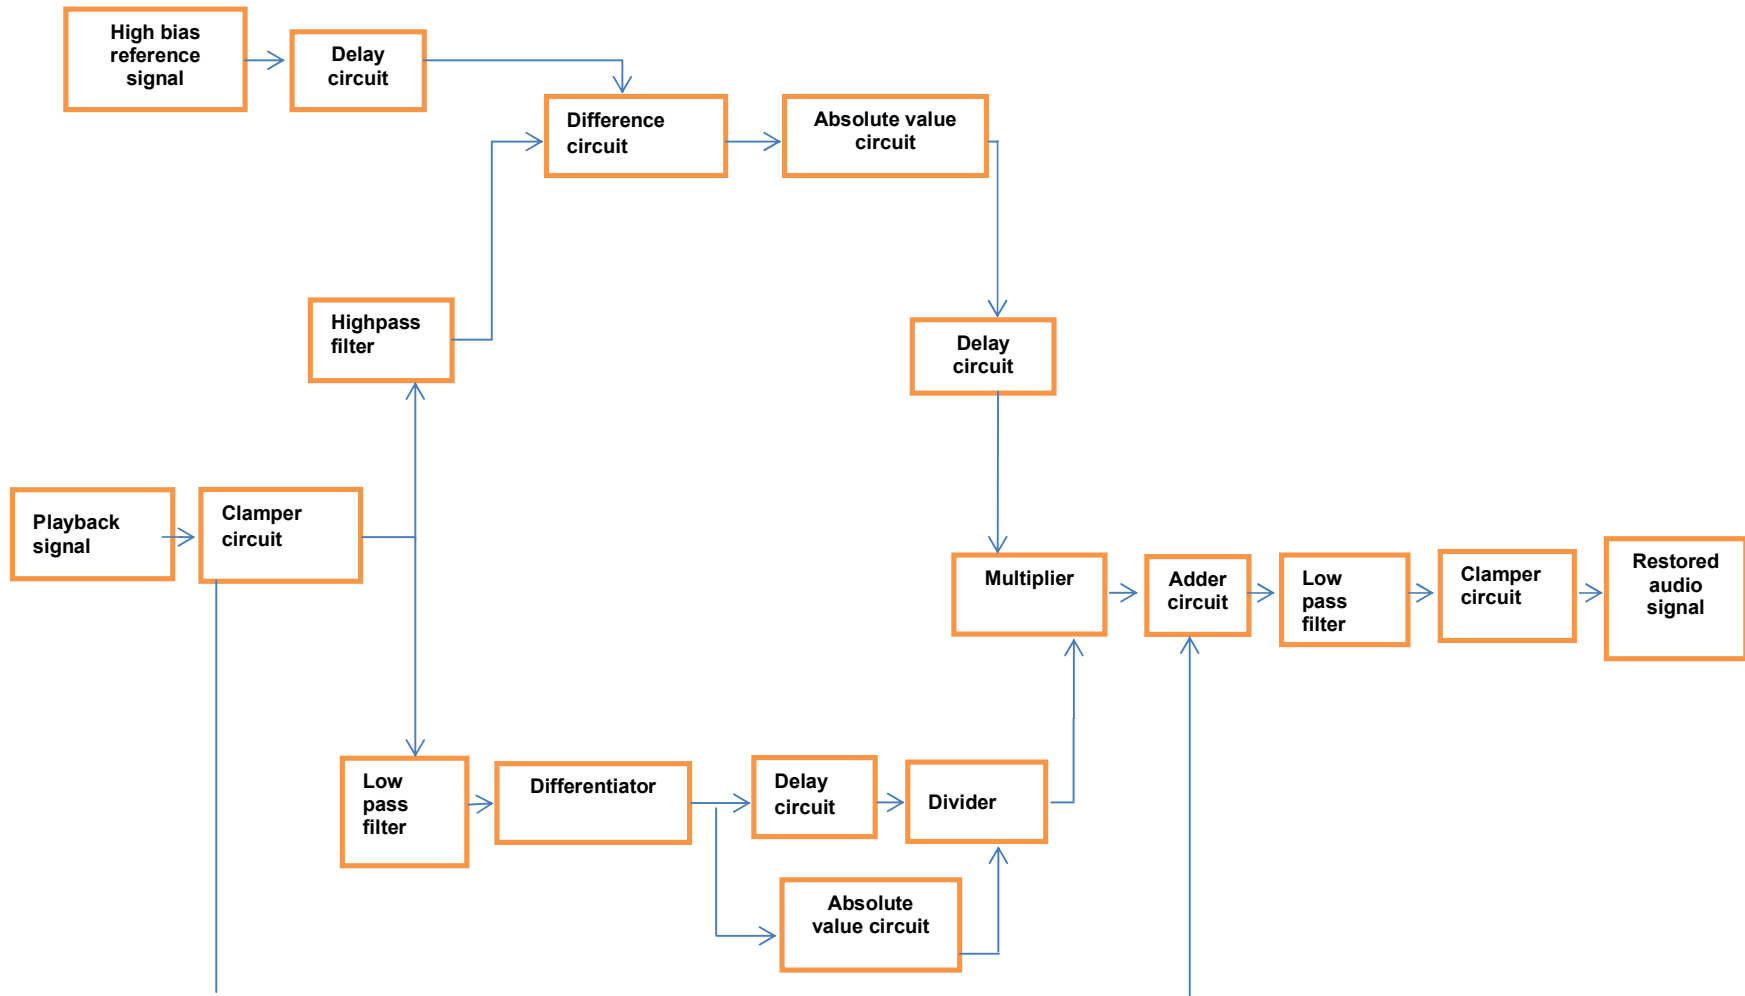 High bias
reference
signal
Delay
circuit
Difference
circuit
Absolute value
circuit
Highpass
filter
Delay
circuit
Playback
signal
Clamper
circuit
Multiplier
Adder
circuit
Low
pass
filter
Clamper
circuit
Restored
audio
signal
Low
pass
filter
Differentiator
Delay
circuit
Divider
Absolute
value circuit